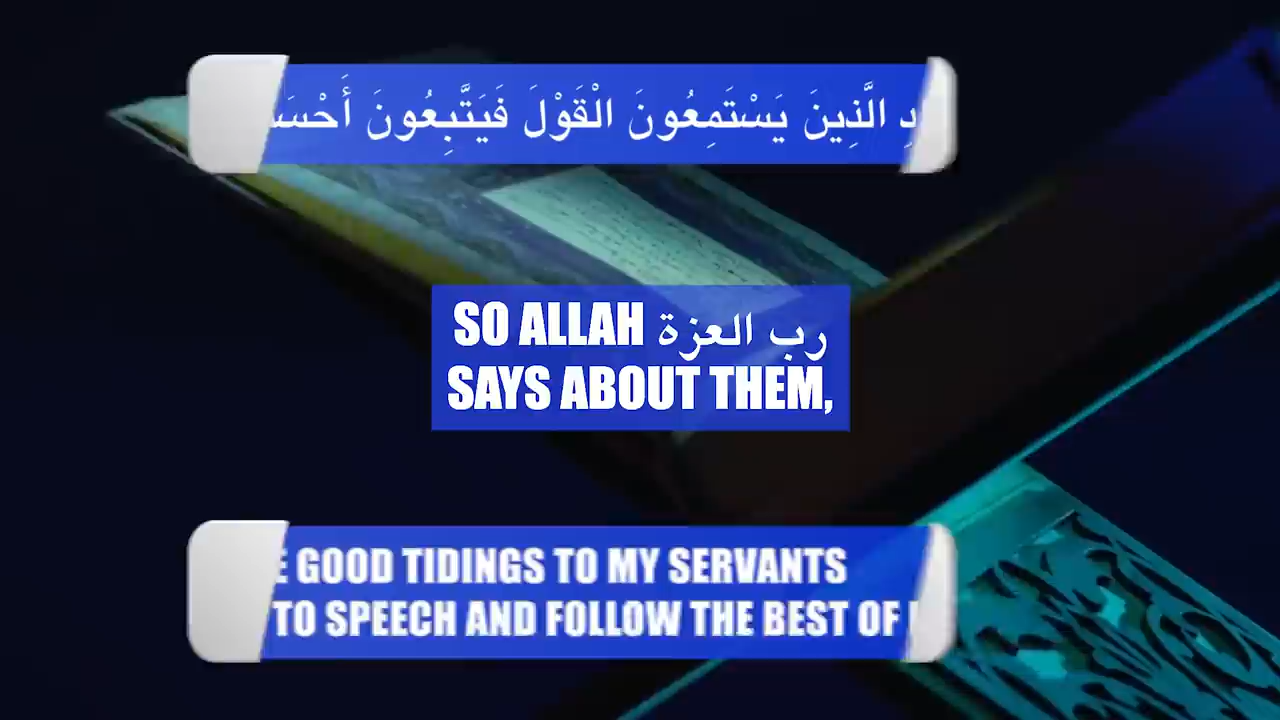 الَّذِينَ يَسْتَمِعُونَ الْقَوْلَ فَيَتَّبِعُونَ
SO ALLAH رب العزة
SAYS ABOUT THEM,
GOOD TIDINGS TO MY SERVANTS
TO SPEECH AND FOLLOW THE BEST OF